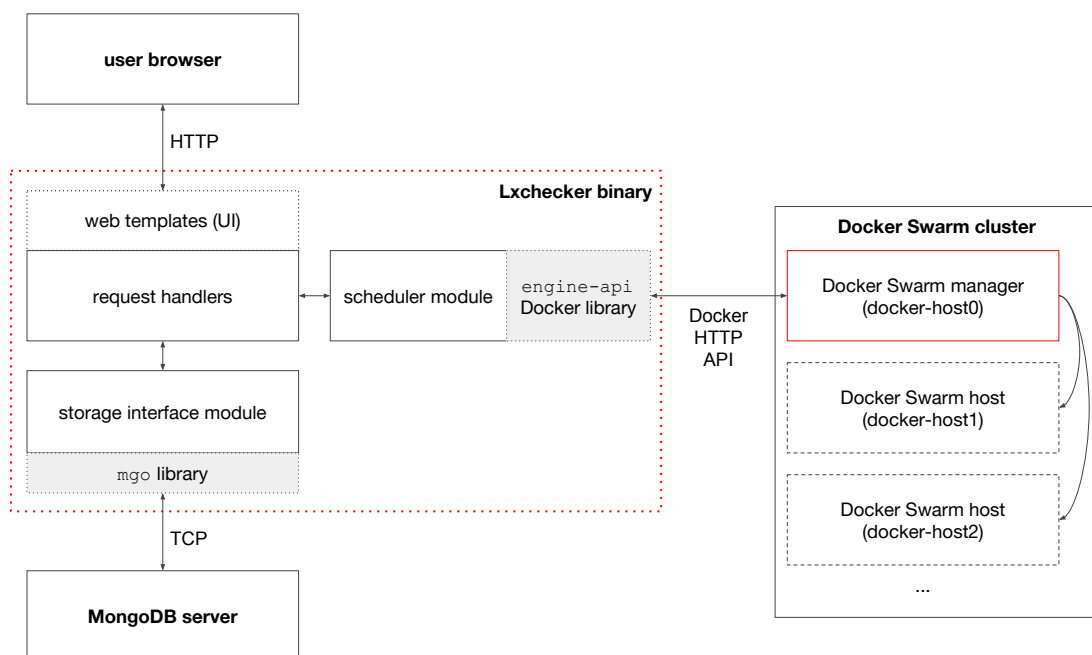 user browser
HTTP
Lxchecker binary
web templates (UI)
request handlers
scheduler module
engine-api
Docker library
storage interface module
mgo library
TCP
MongoDB server
Docker
HTTP
API
Docker Swarm cluster
Docker Swarm manager
(docker-host0)
Docker Swarm host
(docker-host1)
Docker Swarm host
(docker-host2)
...